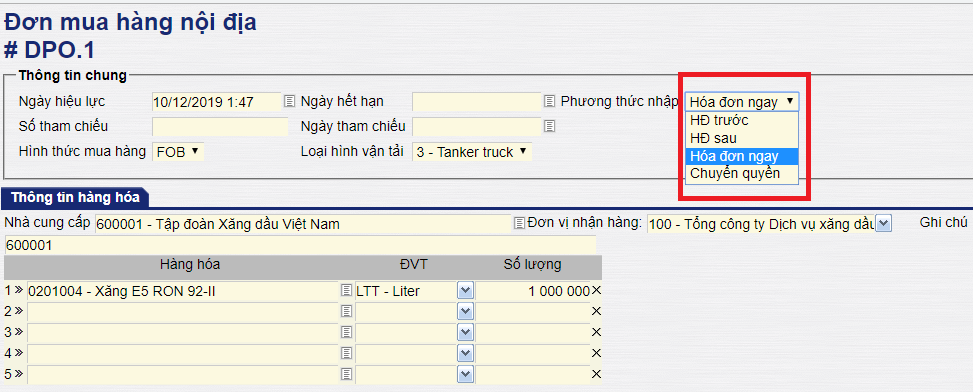 Đơn mua hàng nội địa
# DPO.1
Thông tin chung
Ngày hiệu lực 10/12/2019 1:47 Ngày hết hạn Phương thức nhập Hóa đơn ngay
Số tham chiếu Ngày tham chiếu HĐ trước
HĐ sau
Hình thức mua hàng FOB Loại hình vận tải 3 - Tanker truck Hóa đơn ngay
Chuyển quyền
Thông tin hàng hóa
Nhà cung cấp 600001 - Tập đoàn Xăng dầu Việt Nam Đơn vị nhận hàng: 100 - Tổng công ty Dịch vụ xăng dầu Ghi chú
600001
Hàng hóa ĐVT Số lượng
1 » 0201004 - Xăng E5 RON 92-II LTT - Liter 1 000 000 ×
2 » ×
3 » ×
4 » ×
5 » ×